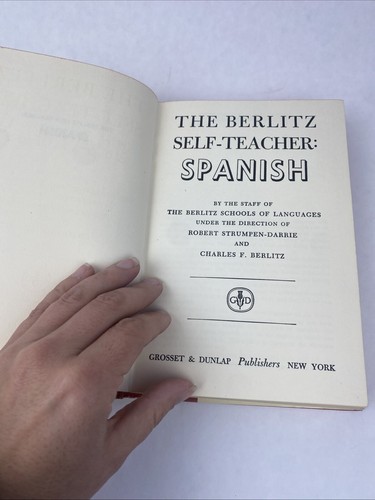 THE BERLITZ
SELF-TEACHER:
SPANISH
BY THE STAFF OF
THE BERLITZ SCHOOLS OF LANGUAGES
UNDER THE DIRECTION OF
ROBERT STRUMPEN-DARRIE
AND
CHARLES F. BERLITZ
G D
GROSSET & DUNLAP Publishers NEW YORK